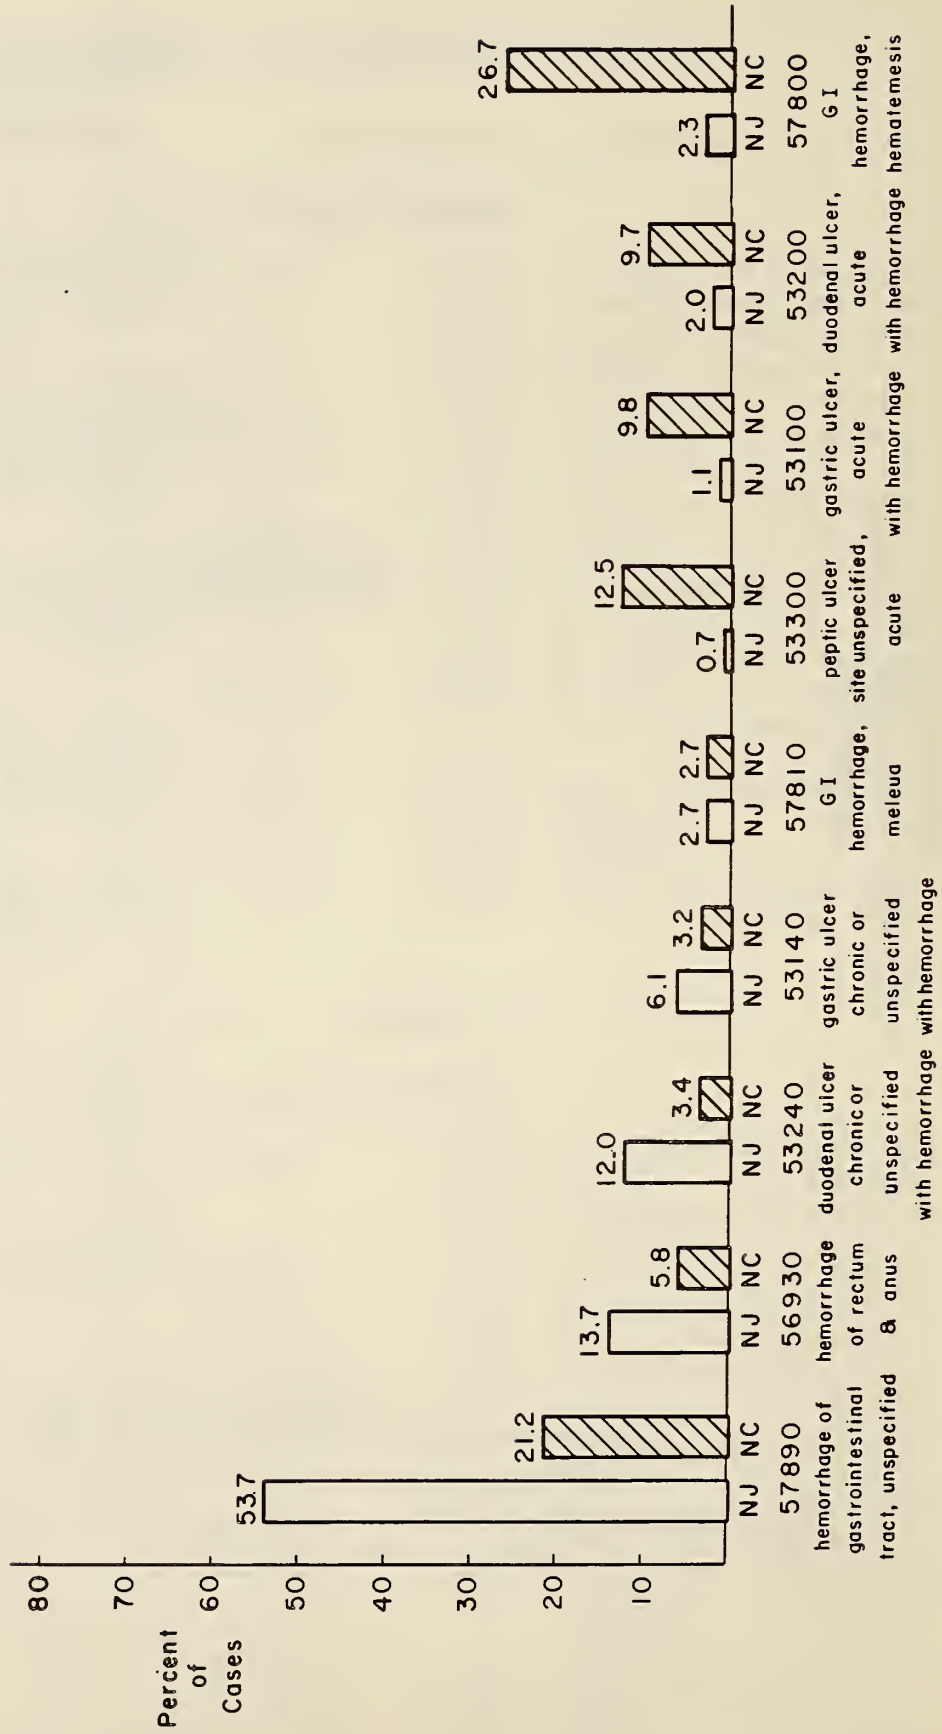 Percent
of
Cases
80
70
60
50
40
30
20
10
53.7
21.2
NJ NC
57890
hemorrhage of
gastrointestinal
tract, unspecified
13.7
5.8
NJ NC
56930
hemorrhage
of rectum
& anus
12.0
3.4
NJ NC
53240
duodenal ulcer
chronic or
unspecified
with hemorrhage
6.1
3.2
NJ NC
53140
gastric ulcer
chronic or
unspecified
with hemorrhage
2.7
2.7
NJ NC
57810
GI
hemorrhage,
meleua
0.7
12.5
NJ NC
53300
peptic ulcer
site unspecified,
acute
1.1
9.8
NJ NC
53100
gastric ulcer,
acute
with hemorrhage
2.0
9.7
NJ NC
53200
duodenal ulcer,
acute
with hemorrhage
2.3
26.7
NJ NC
57800
GI
hemorrhage,
with hematemesis